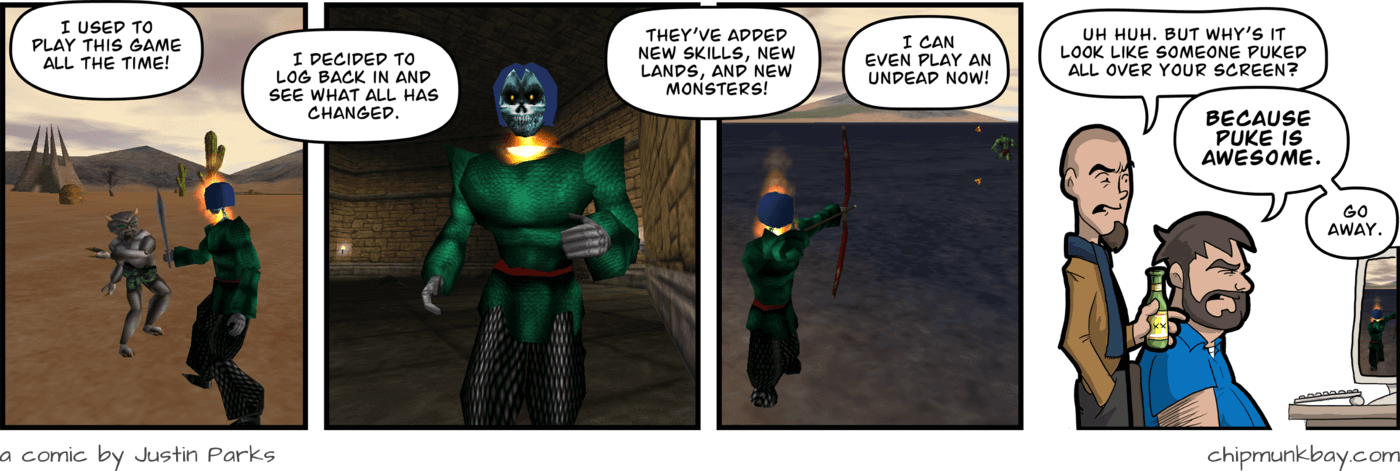 I USED TO
PLAY THIS GAME
ALL THE TIME!
I DECIDED TO
LOG BACK IN AND
SEE WHAT ALL HAS
CHANGED.
THEY'VE ADDED
NEW SKILLS, NEW
LANDS, AND NEW
MONSTERS!
I CAN
EVEN PLAY AN
UNDEAD NOW!
UH HUH. BUT WHY'S IT
LOOK LIKE SOMEONE PUKED
ALL OVER YOUR SCREEN?
BECAUSE
PUKE IS
AWESOME.
GO
AWAY.
XX
a comic by Justin Parks
chipmunkbay.com